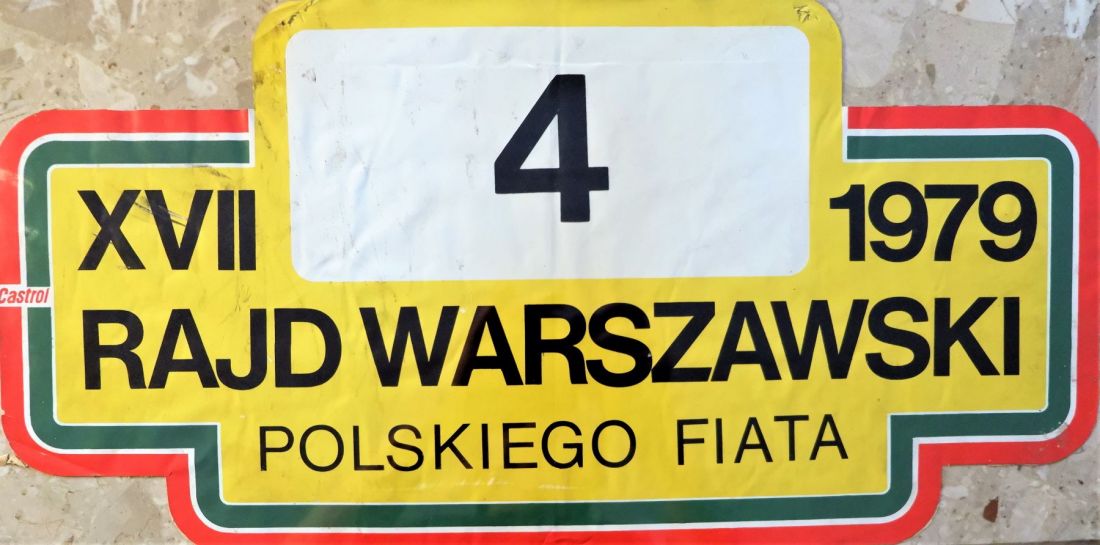 4
XVII 1979
Castrol
RAJD WARSZAWSKI
POLSKIEGO FIATA